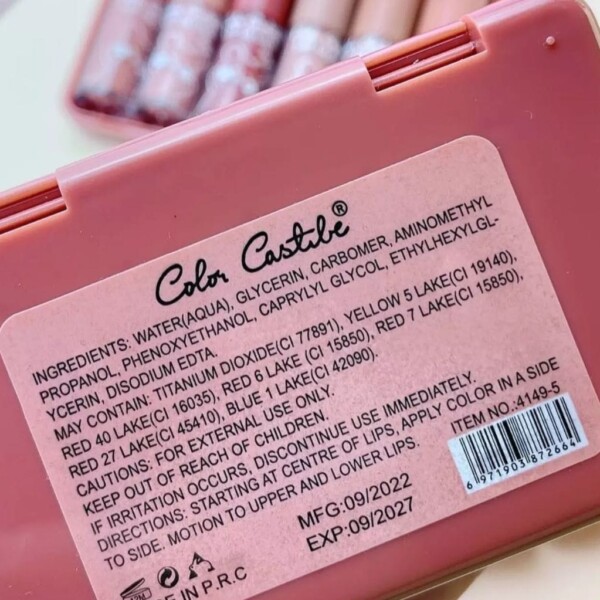 Color Castibe®
INGREDIENTS: WATER(AQUA), GLYCERIN, CARBOMER, AMINOMETHYL
PROPANOL, PHENOXYETHANOL, CAPRYLYL GLYCOL, ETHYLHEXYLGL-
YCERIN, DISODIUM EDTA.
MAY CONTAIN: TITANIUM DIOXIDE(CI 77891), YELLOW 5 LAKE(CI 19140),
RED 40 LAKE(CI 16035), RED 6 LAKE (CI 15850), RED 7 LAKE(CI 15850),
RED 27 LAKE(CI 45410), BLUE 1 LAKE(CI 42090).
CAUTIONS: FOR EXTERNAL USE ONLY.
KEEP OUT OF REACH OF CHILDREN.
IF IRRITATION OCCURS, DISCONTINUE USE IMMEDIATELY.
DIRECTIONS: STARTING AT CENTRE OF LIPS, APPLY COLOR IN A SIDE
TO SIDE. MOTION TO UPPER AND LOWER LIPS.
ITEM NO.:4149-5
6 971903 872664
MFG:09/2022
EXP:09/2027
IN P.R.C